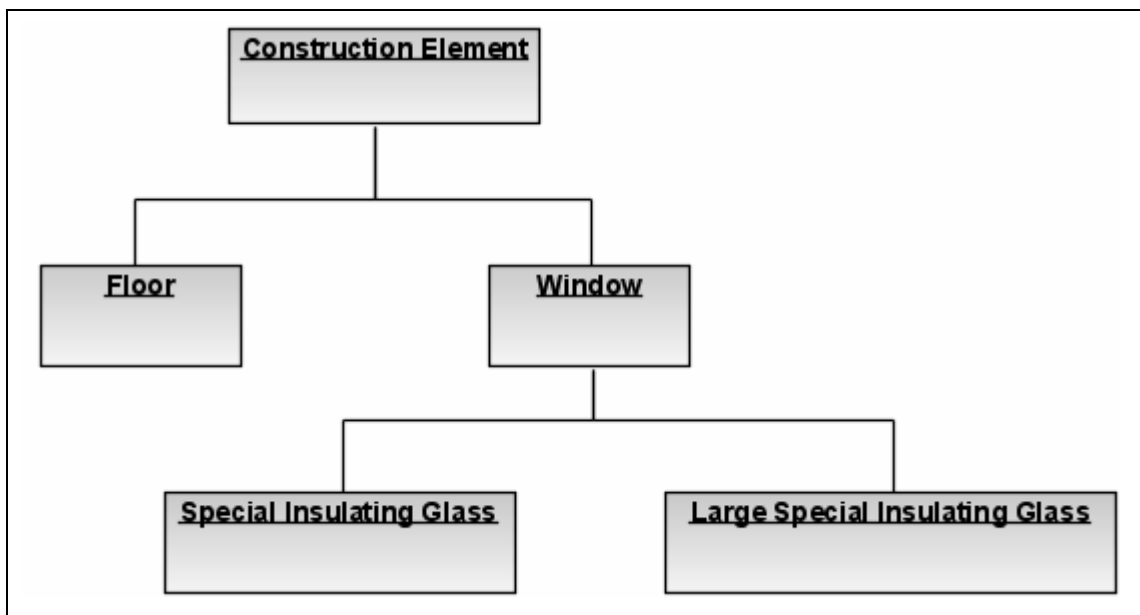 Construction Element
Floor
Window
Special Insulating Glass
Large Special Insulating Glass